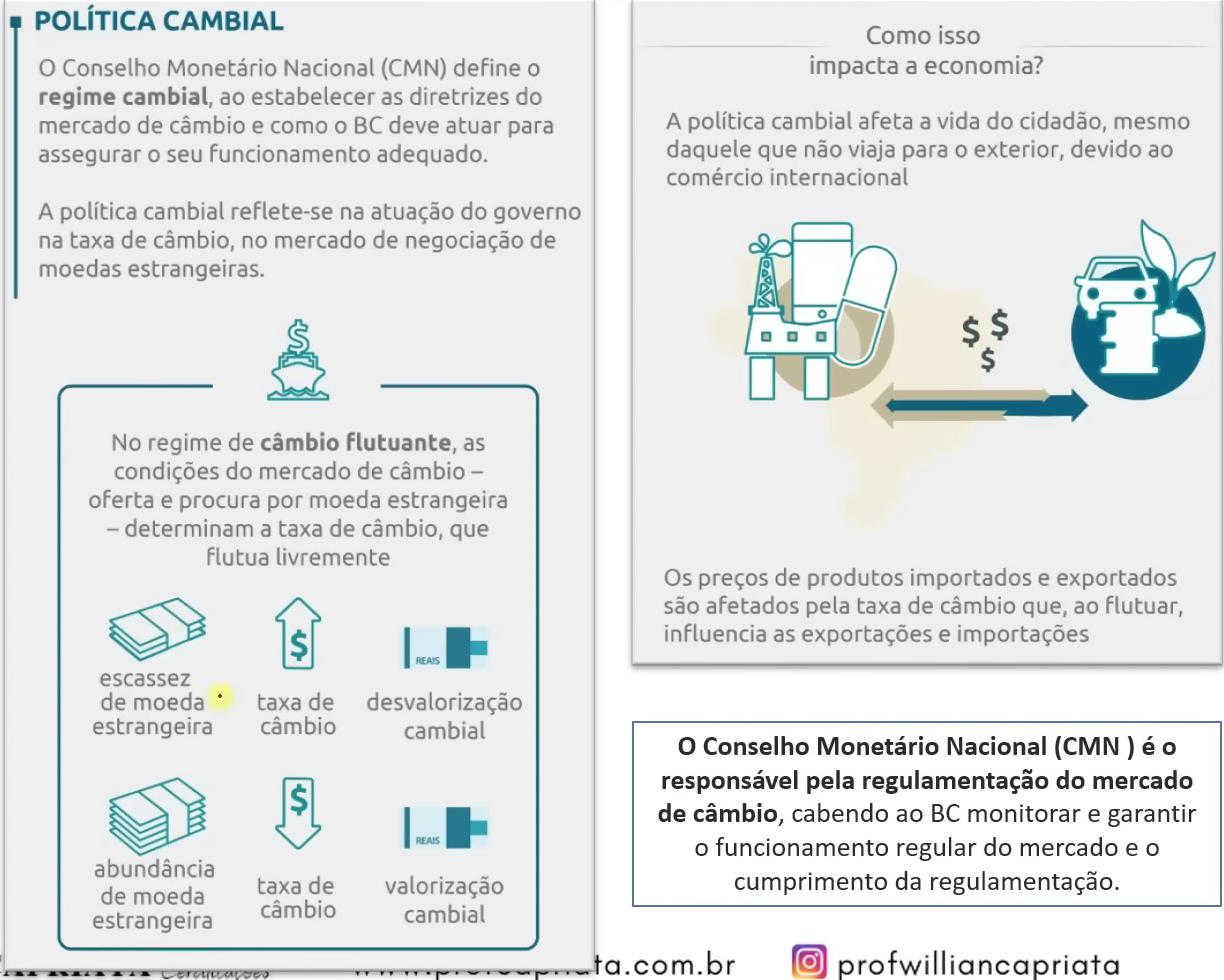 POLÍTICA CAMBIAL
O Conselho Monetário Nacional (CMN) define o
regime cambial, ao estabelecer as diretrizes do
mercado de câmbio e como o BC deve atuar para
assegurar o seu funcionamento adequado.
A política cambial reflete-se na atuação do governo
na taxa de câmbio, no mercado de negociação de
moedas estrangeiras.
$
No regime de câmbio flutuante, as
condições do mercado de câmbio –
oferta e procura por moeda estrangeira
– determinam a taxa de câmbio, que
flutua livremente
$
REAIS
escassez
de moeda
estrangeira
taxa de
câmbio
desvalorização
cambial
$
REAIS
abundância
de moeda
estrangeira
taxa de
câmbio
valorização
cambial
Como isso
impacta a economia?
A política cambial afeta a vida do cidadão, mesmo
daquele que não viaja para o exterior, devido ao
comércio internacional
$ $
$
Os preços de produtos importados e exportados
são afetados pela taxa de câmbio que, ao flutuar,
influencia as exportações e importações
O Conselho Monetário Nacional (CMN ) é o
responsável pela regulamentação do mercado
de câmbio, cabendo ao BC monitorar e garantir
o funcionamento regular do mercado e o
cumprimento da regulamentação.
ta.com.br
profwilliancapriata